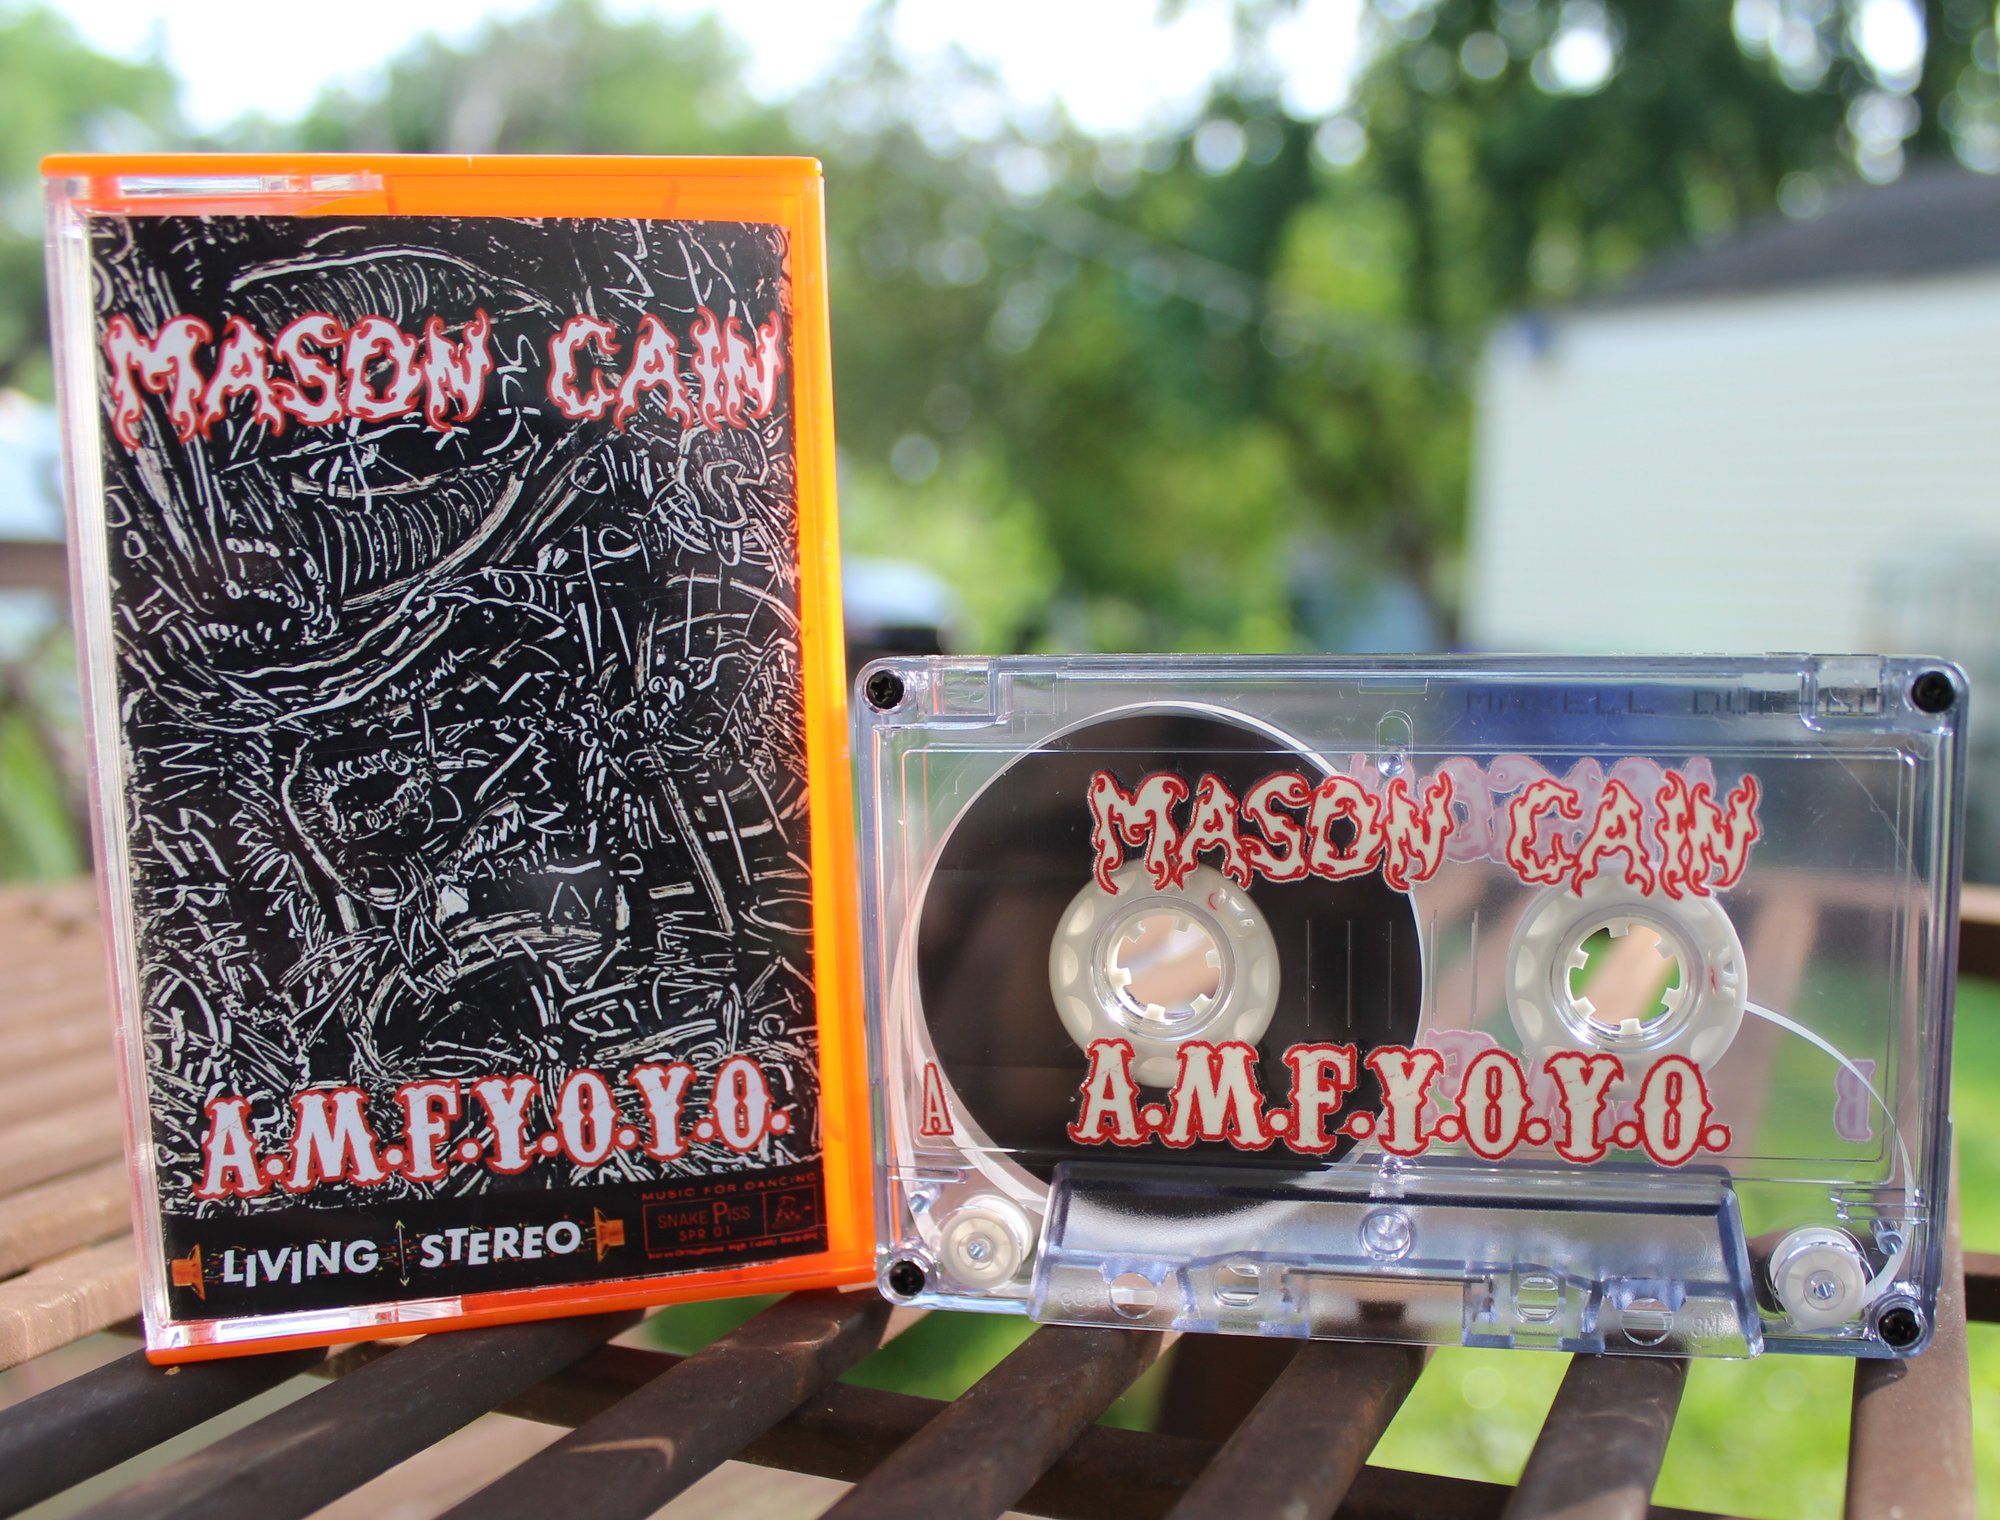 MASON CAIN
A.M.F.Y.O.Y.O.
LIVING STEREO
MUSIC FOR DANCING
SNAKE PISS
SPR 01
MASON CAIN
A
A.M.F.Y.O.Y.O.
B